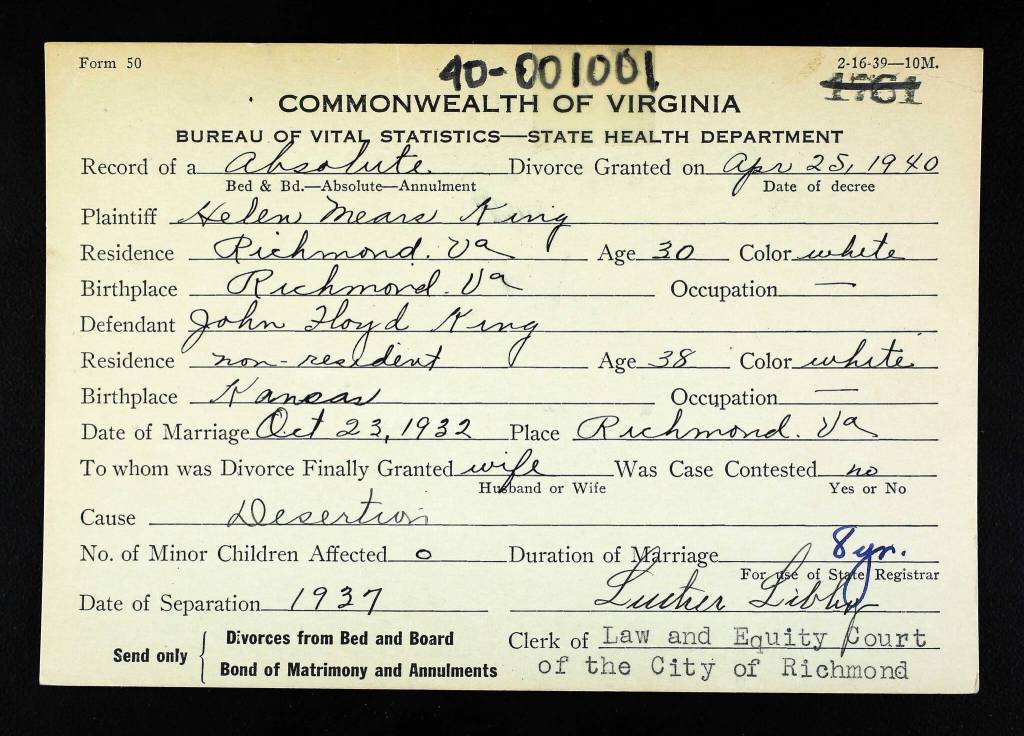 Form 50 40-001001 2-16-39—10M.
1761
COMMONWEALTH OF VIRGINIA
BUREAU OF VITAL STATISTICS—STATE HEALTH DEPARTMENT
Record of a Absolute Divorce Granted on Apr 25, 1940
Bed & Bd.—Absolute—Annulment Date of decree
Plaintiff Helen Mears King
Residence Richmond. Va Age 30 Color white
Birthplace Richmond. Va Occupation —
Defendant John Floyd King
Residence non-resident Age 38 Color white
Birthplace Kansas Occupation —
Date of Marriage Oct 23, 1932 Place Richmond. Va
To whom was Divorce Finally Granted wife Was Case Contested no
Husband or Wife Yes or No
Cause Desertion
No. of Minor Children Affected 0 Duration of Marriage 8 yr.
For use of State Registrar
Date of Separation 1937 Luther Libby
Send only { Divorces from Bed and Board Clerk of Law and Equity Court
Bond of Matrimony and Annulments of the City of Richmond